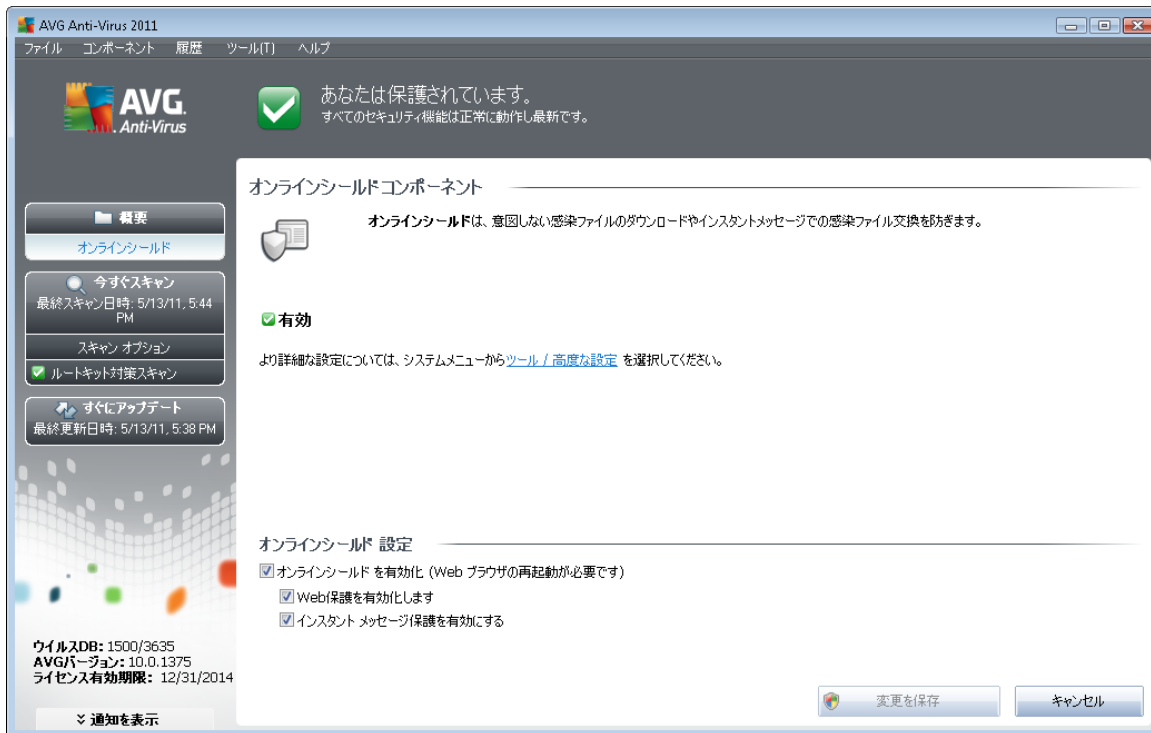 AVG Anti-Virus 2011
ファイル コンポーネント 履歴 ツール(T) ヘルプ
AVG.
Anti-Virus
あなたは保護されています。
すべてのセキュリティ機能は正常に動作し最新です。
概要
オンラインシールド
今すぐスキャン
最終スキャン日時: 5/13/11, 5:44
PM
スキャン オプション
ルートキット対策スキャン
すぐにアップデート
最終更新日時: 5/13/11, 5:38 PM
ウイルスDB: 1500/3635
AVGバージョン: 10.0.1375
ライセンス有効期限: 12/31/2014
通知を表示
オンラインシールドコンポーネント
オンラインシールドは、意図しない感染ファイルのダウンロードやインスタントメッセージでの感染ファイル交換を防ぎます。
有効
より詳細な設定については、システムメニューからツール / 高度な設定 を選択してください。
オンラインシールド 設定
オンラインシールド を有効化 (Web ブラウザの再起動が必要です)
Web保護を有効化します
インスタント メッセージ保護を有効にする
変更を保存
キャンセル